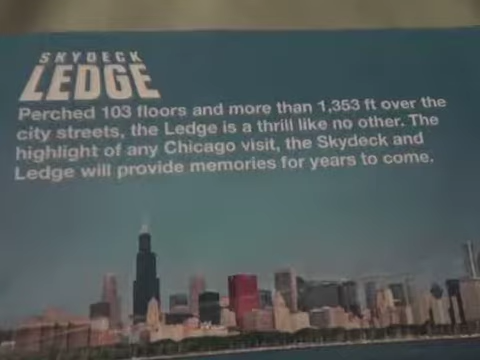 SKYDECK
LEDGE
Perched 103 floors and more than 1,353 ft over the
city streets, the Ledge is a thrill like no other. The
highlight of any Chicago visit, the Skydeck and
Ledge will provide memories for years to come.